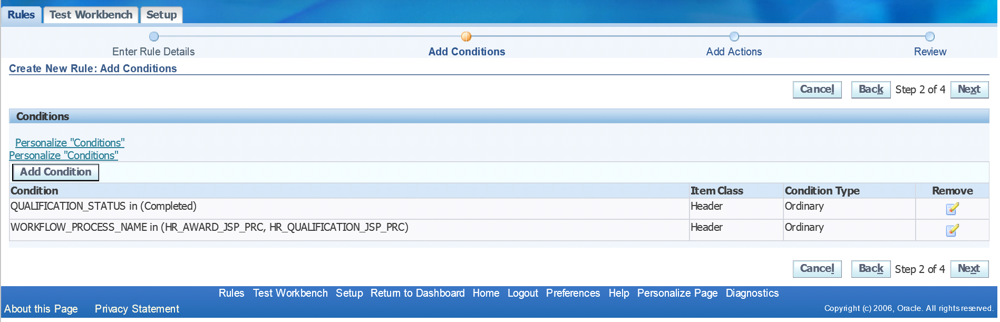 Rules Test Workbench Setup
Enter Rule Details Add Conditions Add Actions Review
Create New Rule: Add Conditions
Cancel Back Step 2 of 4 Next
Conditions
Personalize "Conditions"
Personalize "Conditions"
Add Condition
Condition Item Class Condition Type Remove
QUALIFICATION_STATUS in (Completed) Header Ordinary
WORKFLOW_PROCESS_NAME in (HR_AWARD_JSP_PRC, HR_QUALIFICATION_JSP_PRC) Header Ordinary
Cancel Back Step 2 of 4 Next
Rules Test Workbench Setup Return to Dashboard Home Logout Preferences Help Personalize Page Diagnostics
About this Page Privacy Statement Copyright (c) 2006, Oracle. All rights reserved.